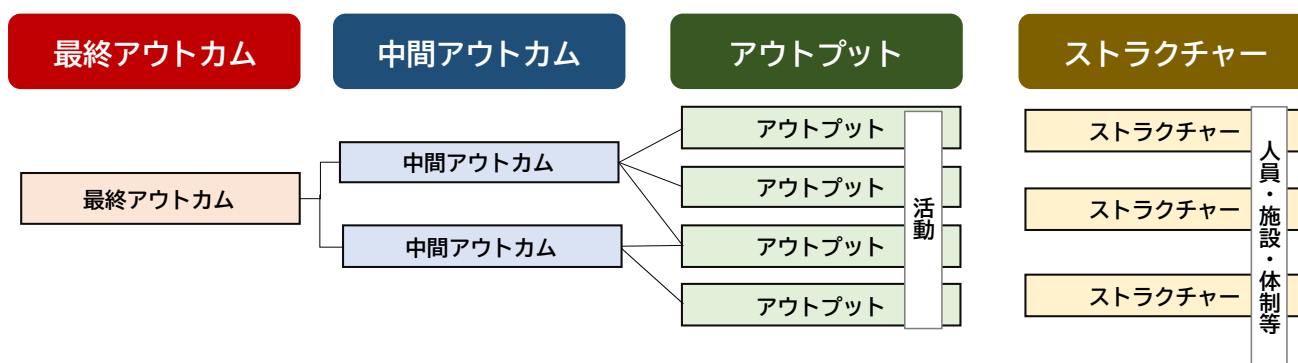 最終アウトカム
中間アウトカム
アウトプット
ストラクチャー
最終アウトカム
中間アウトカム
中間アウトカム
アウトプット
アウトプット
アウトプット
アウトプット
活動
ストラクチャー
ストラクチャー
ストラクチャー
人員・施設・体制等